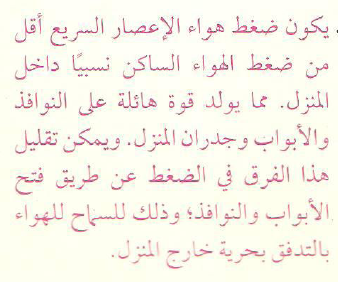 يكون ضغط هواء الإعصار السريع أقل
من ضغط الهواء الساكن نسبيًا داخل
المنزل. مما يولد قوة هائلة على النوافذ
والأبواب وجدران المنزل. ويمكن تقليل
هذا الفرق في الضغط عن طريق فتح
الأبواب والنوافذ؛ وذلك للسماح للهواء
بالتدفق بحرية خارج المنزل.